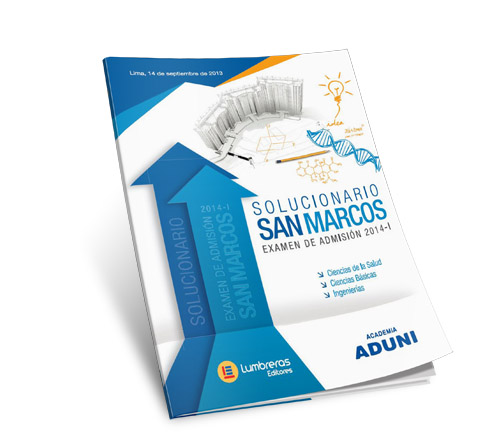 Lima, 14 de septiembre de 2013
idea
SOLUCIONARIO
SAN MARCOS
EXAMEN DE ADMISIÓN 2014-I
Ciencias de la Salud
Ciencias Básicas
Ingenierías
SOLUCIONARIO
2014-I
EXAMEN DE ADMISIÓN
SAN MARCOS
ACADEMIA
ADUNI
Lumbreras
Editores